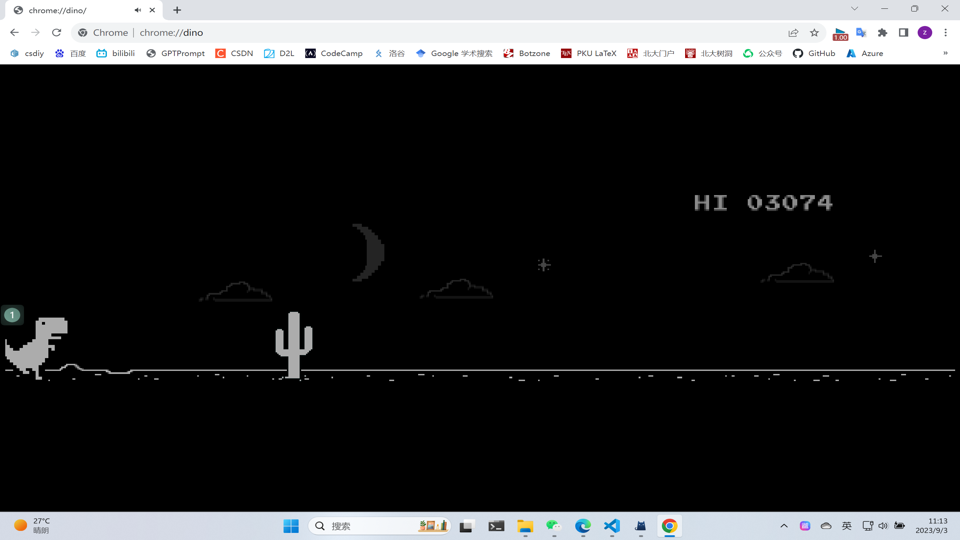 chrome://dino/
Chrome | chrome://dino
1.00
z
csdiy
百度
bilibili
GPTPrompt
C
CSDN
D2L
CodeCamp
洛谷
Google 学术搜索
Botzone
PKU LaTeX
北大门户
北大树洞
公众号
GitHub
Azure
»
HI 03074
1
27°C
晴朗
搜索
英
11:13
2023/9/3